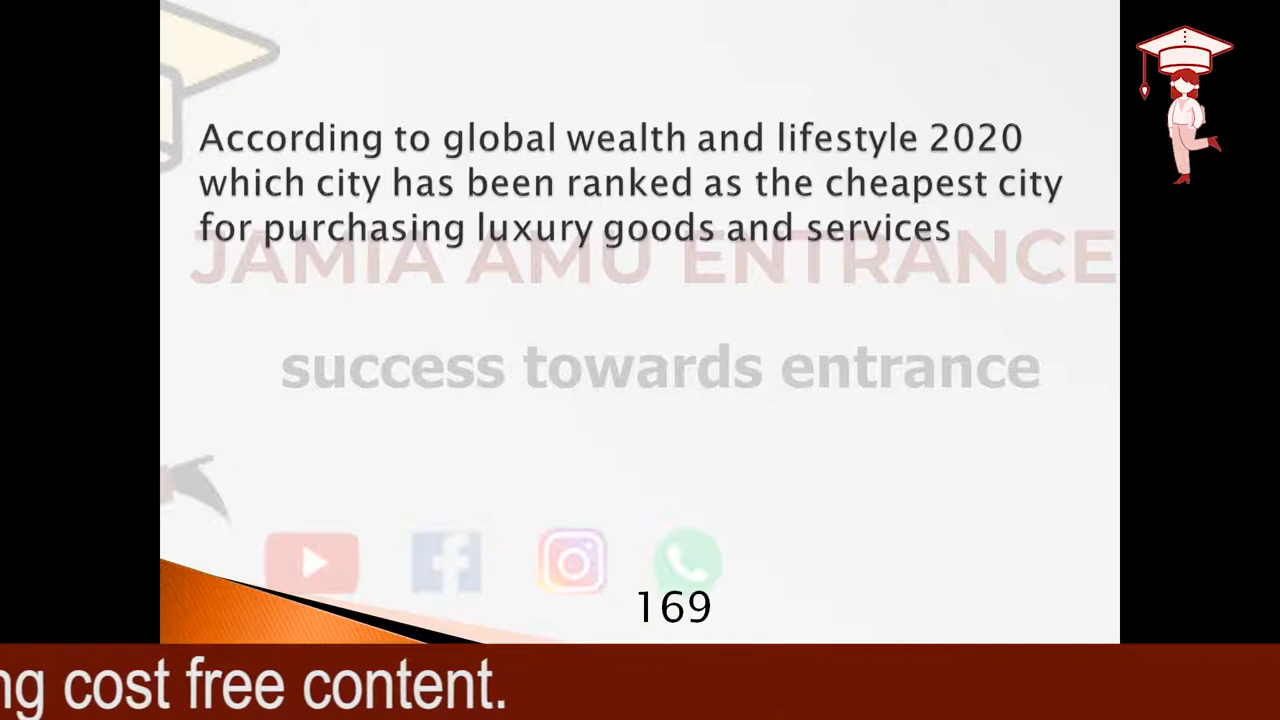 According to global wealth and lifestyle 2020
which city has been ranked as the cheapest city
for purchasing luxury goods and services
JAMIA AMU ENTRANCE
success towards entrance
169
ng cost free content.